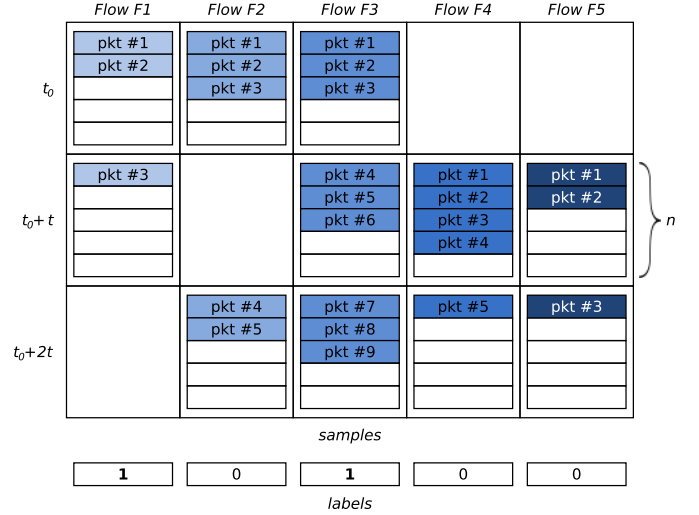 Flow F1 Flow F2 Flow F3 Flow F4 Flow F5
t0
pkt #1 pkt #1 pkt #1
pkt #2 pkt #2 pkt #2
pkt #3 pkt #3
t0+t
pkt #3 pkt #4 pkt #1 pkt #1
pkt #5 pkt #2 pkt #2
pkt #6 pkt #3
pkt #4
n
t0+2t
pkt #4 pkt #7 pkt #5 pkt #3
pkt #5 pkt #8
pkt #9
samples
1 0 1 0 0
labels